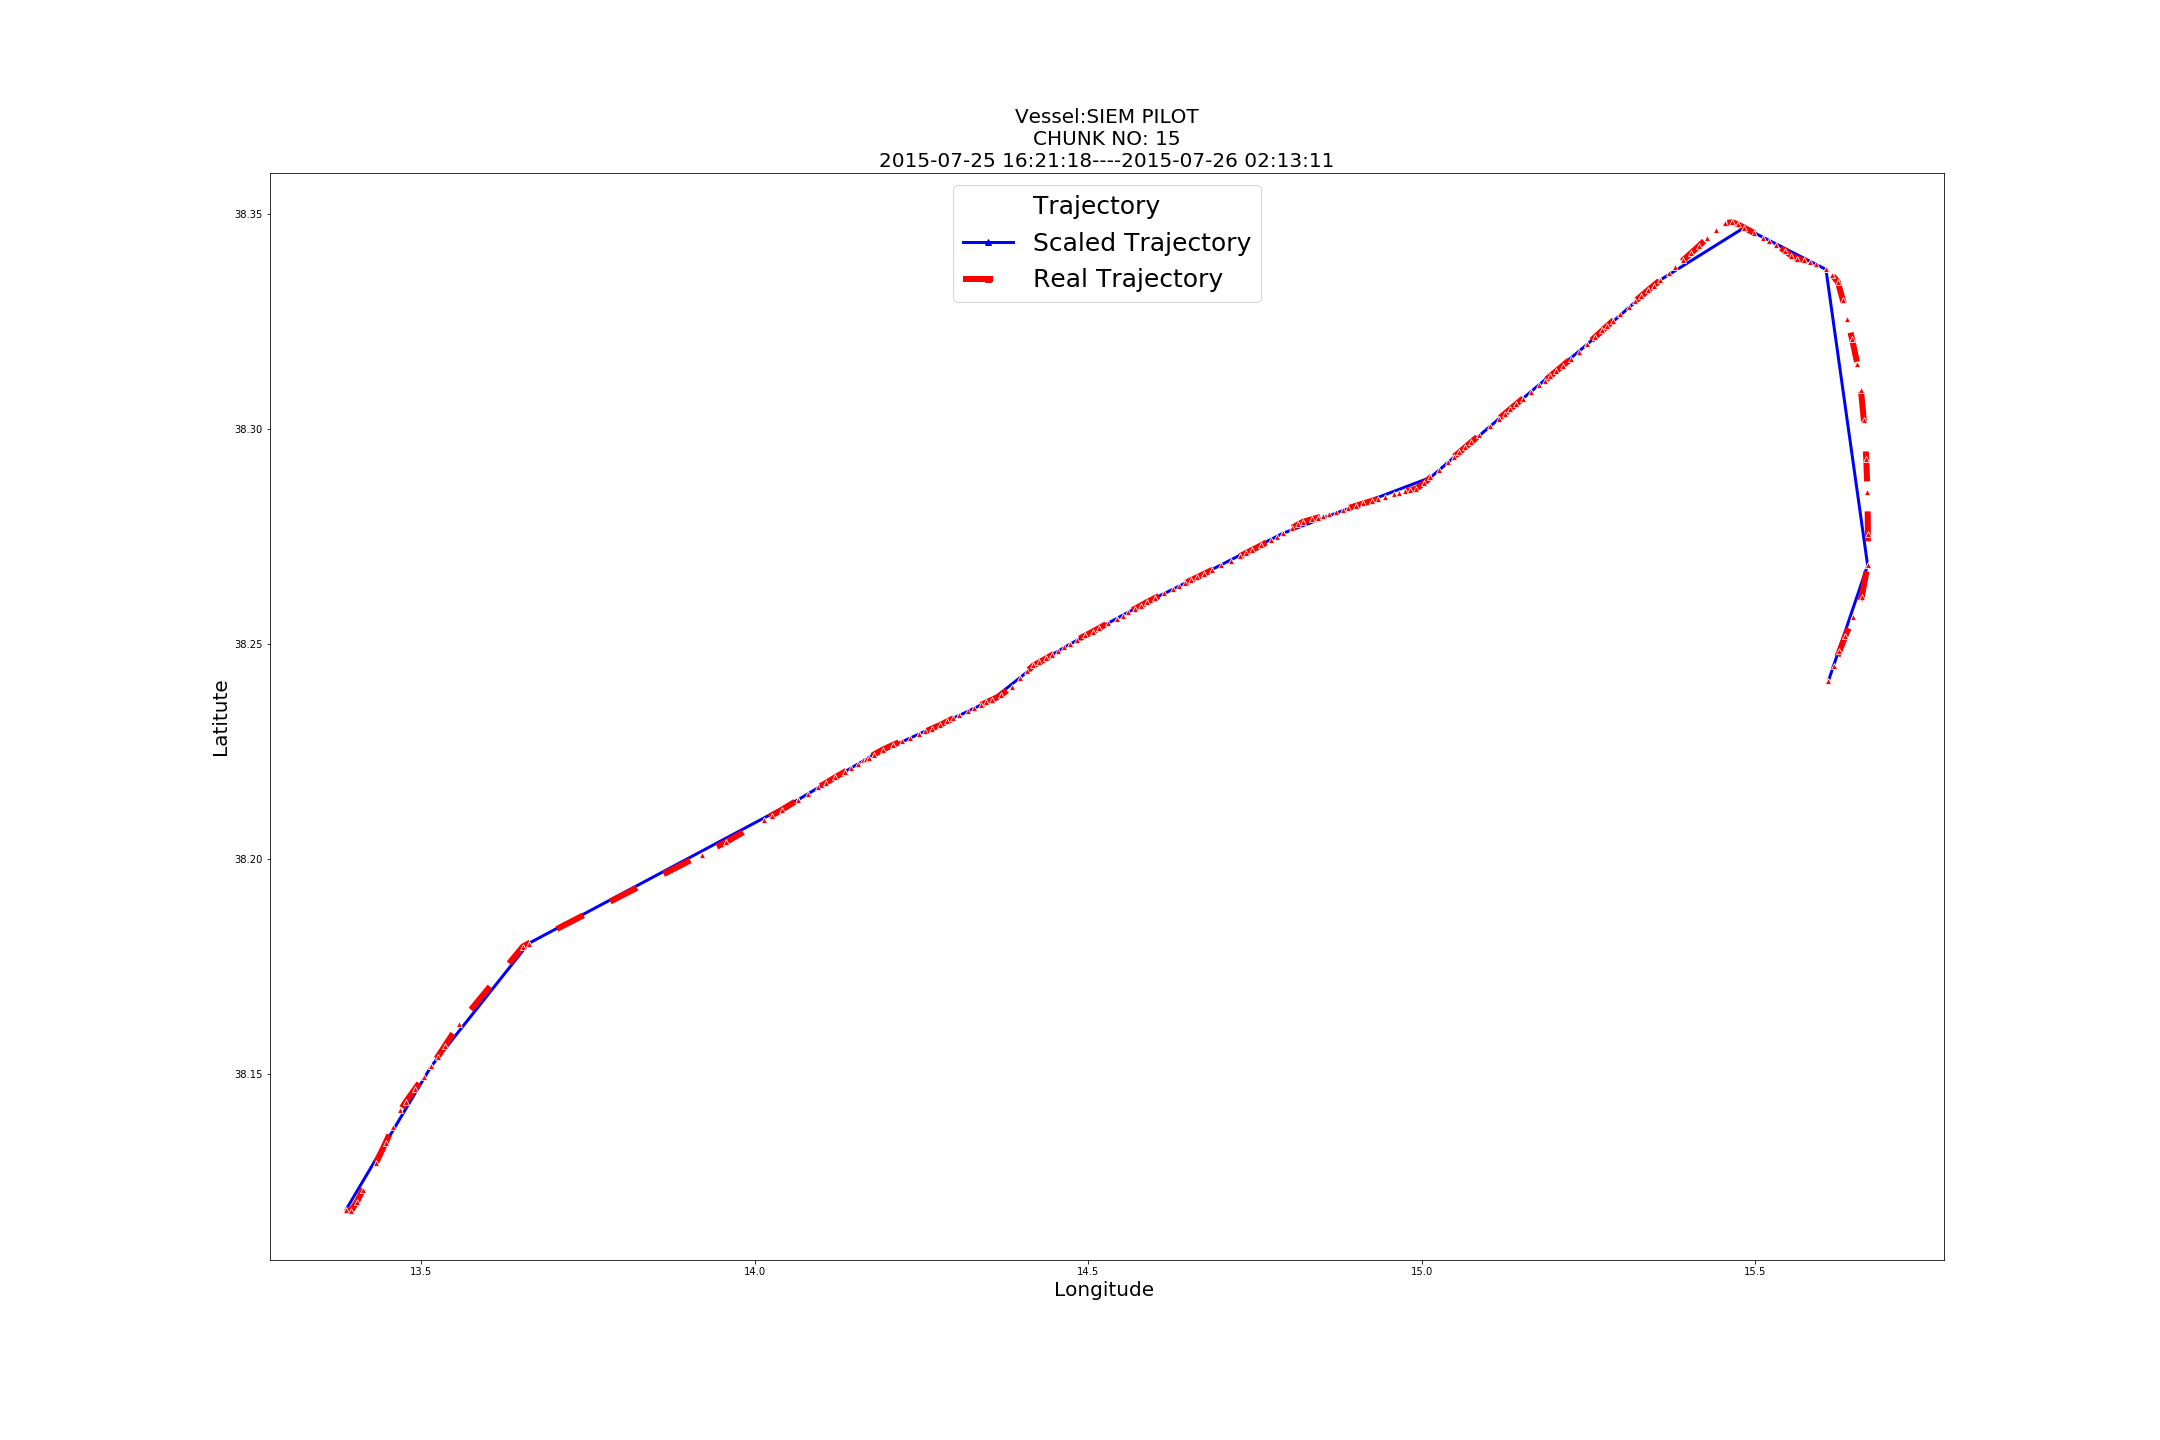 Vessel:SIEM PILOT
CHUNK NO: 15
2015-07-25 16:21:18----2015-07-26 02:13:11
Trajectory
Scaled Trajectory
Real Trajectory
38.35
38.30
38.25
38.20
38.15
Latitute
13.5 14.0 14.5 15.0 15.5
Longitude